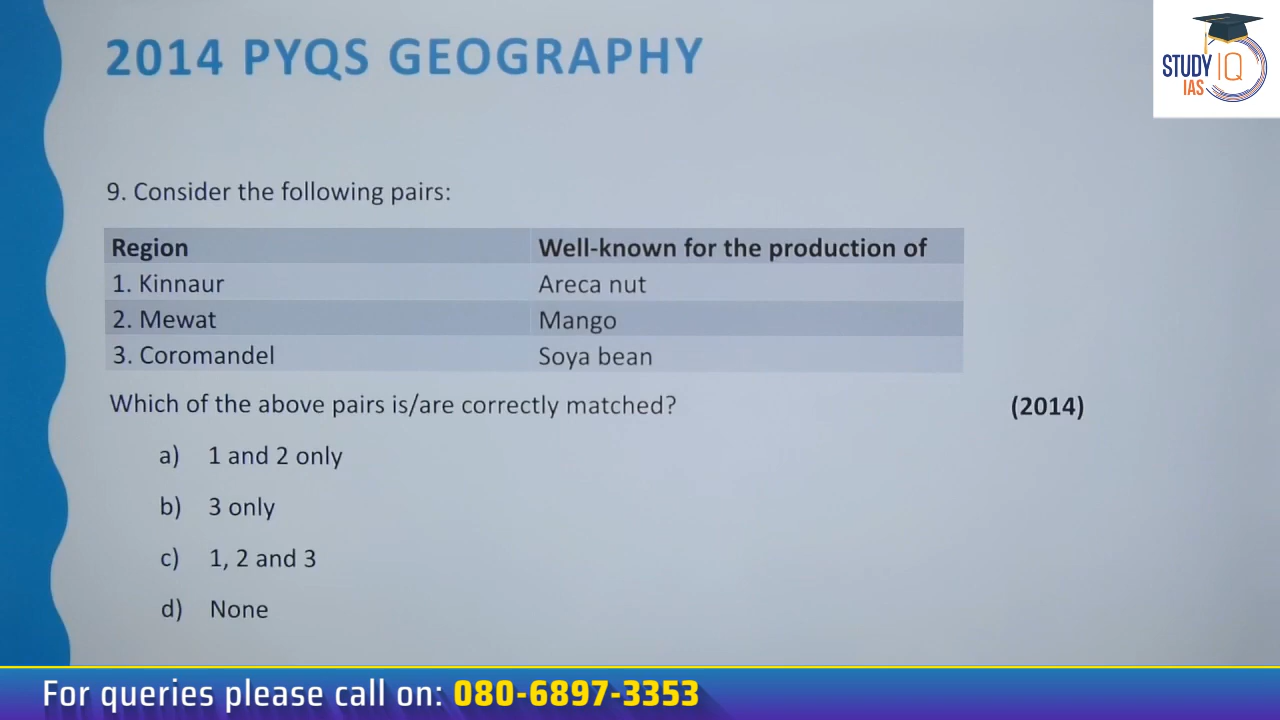 2014 PYQS GEOGRAPHY
STUDY IQ
IAS
9. Consider the following pairs:
Region Well-known for the production of
1. Kinnaur Areca nut
2. Mewat Mango
3. Coromandel Soya bean
Which of the above pairs is/are correctly matched? (2014)
a) 1 and 2 only
b) 3 only
c) 1, 2 and 3
d) None
For queries please call on: 080-6897-3353